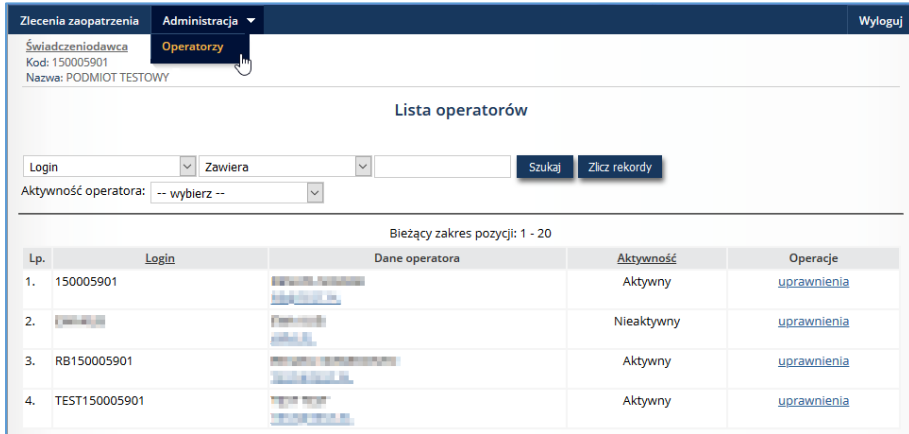 Zlecenia zaopatrzenia Administracja Wyloguj
Operatorzy
Świadczeniodawca
Kod: 150005901
Nazwa: PODMIOT TESTOWY
Lista operatorów
Login Zawiera Szukaj Zlicz rekordy
Aktywność operatora: -- wybierz --
Bieżący zakres pozycji: 1 - 20
Lp. Login Dane operatora Aktywność Operacje
1. 150005901 Aktywny uprawnienia
2. Nieaktywny uprawnienia
3. RB150005901 Aktywny uprawnienia
4. TEST150005901 Aktywny uprawnienia